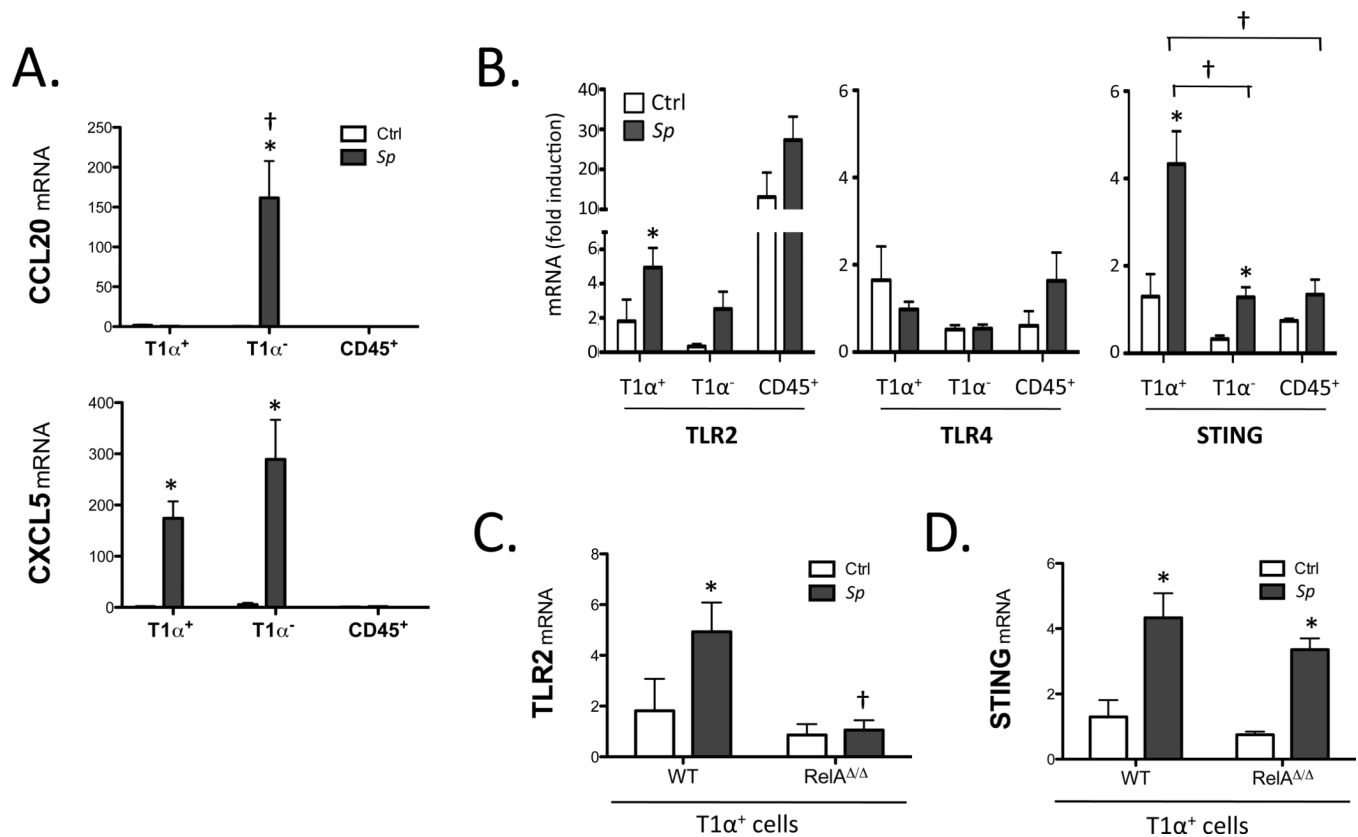 A.
CCL20 mRNA
250
200
150
100
50
0
†
*
Ctrl
Sp
T1α⁺ T1α⁻ CD45⁺
CXCL5 mRNA
400
300
200
100
0
* *
T1α⁺ T1α⁻ CD45⁺
B.
mRNA (fold induction)
40
30
20
10
6
4
2
0
Ctrl
Sp
*
T1α⁺ T1α⁻ CD45⁺
TLR2
6
4
2
0
T1α⁺ T1α⁻ CD45⁺
TLR4
†
†
6
4
2
0
* *
T1α⁺ T1α⁻ CD45⁺
STING
C.
TLR2 mRNA
8
6
4
2
0
Ctrl
Sp
* †
WT RelA^Δ/Δ
T1α⁺ cells
D.
STING mRNA
6
4
2
0
Ctrl
Sp
* *
WT RelA^Δ/Δ
T1α⁺ cells